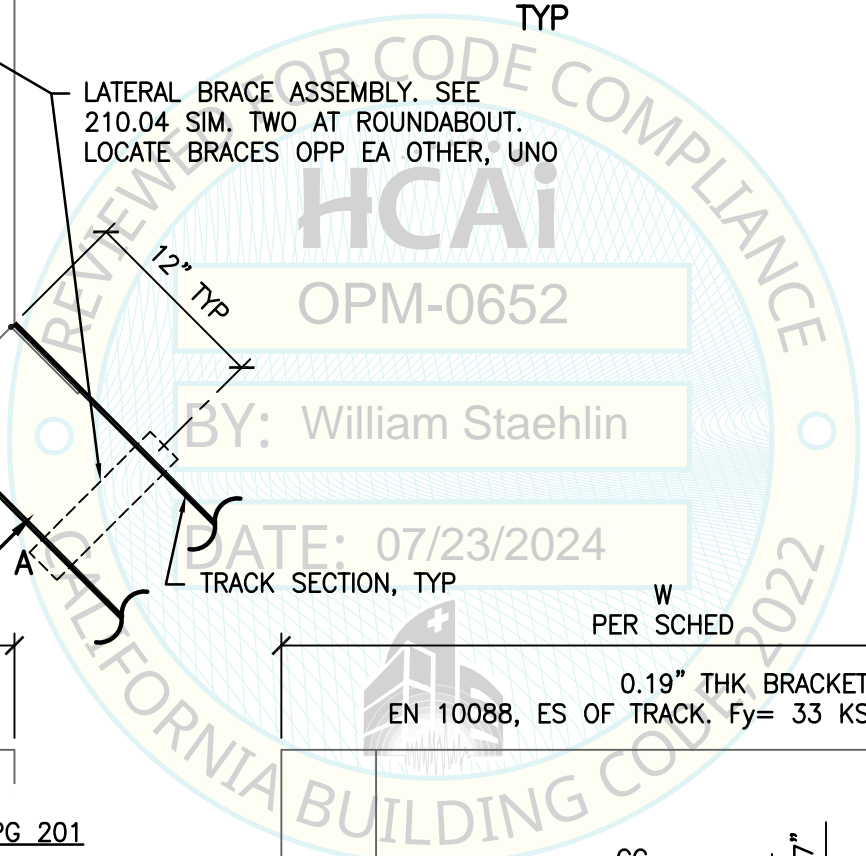 TYP
LATERAL BRACE ASSEMBLY. SEE
210.04 SIM. TWO AT ROUNDABOUT.
LOCATE BRACES OPP EA OTHER, UNO
REVIEWED FOR CODE COMPLIANCE
HCAi
12" TYP
OPM-0652
BY: William Staehlin
DATE: 07/23/2024
A
TRACK SECTION, TYP
W
PER SCHED
0.19" THK BRACKET
EN 10088, ES OF TRACK. Fy= 33 KS
CALIFORNIA BUILDING CODE, 2022
PG 201
7"